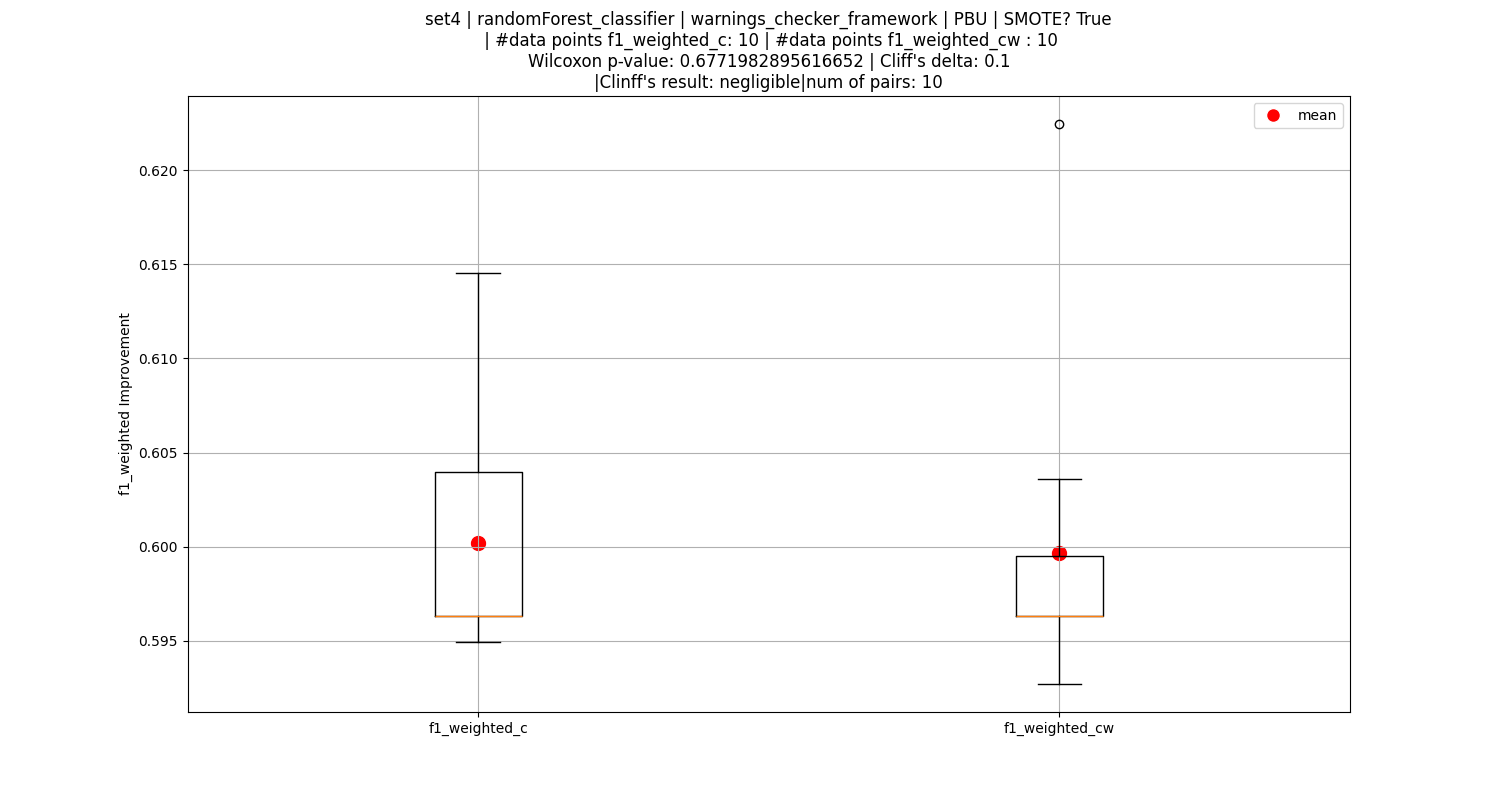 set4 | randomForest_classifier | warnings_checker_framework | PBU | SMOTE? True
| #data points f1_weighted_c: 10 | #data points f1_weighted_cw : 10
Wilcoxon p-value: 0.6771982895616652 | Cliff's delta: 0.1
|Clinff's result: negligible|num of pairs: 10
mean
0.620
0.615
0.610
0.605
0.600
0.595
f1_weighted Improvement
f1_weighted_c
f1_weighted_cw